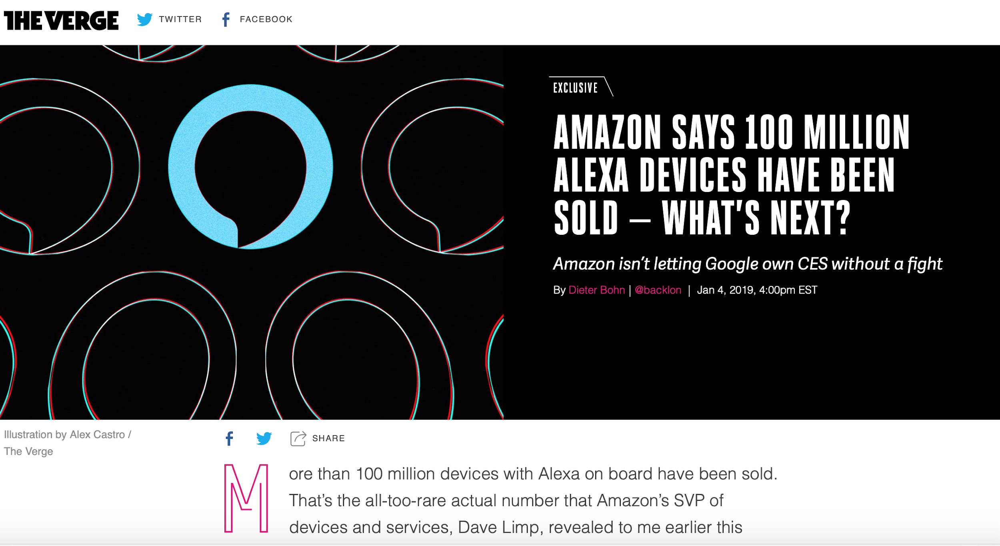 THE VERGE TWITTER FACEBOOK
EXCLUSIVE
AMAZON SAYS 100 MILLION
ALEXA DEVICES HAVE BEEN
SOLD — WHAT'S NEXT?
Amazon isn't letting Google own CES without a fight
By Dieter Bohn | @backlon | Jan 4, 2019, 4:00pm EST
Illustration by Alex Castro /
The Verge
SHARE
More than 100 million devices with Alexa on board have been sold.
That's the all-too-rare actual number that Amazon's SVP of
devices and services, Dave Limp, revealed to me earlier this